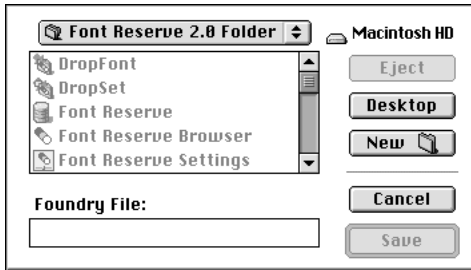 Font Reserve 2.0 Folder
Macintosh HD
DropFont
DropSet
Font Reserve
Font Reserve Browser
Font Reserve Settings
Eject
Desktop
New
Foundry File:
Cancel
Save